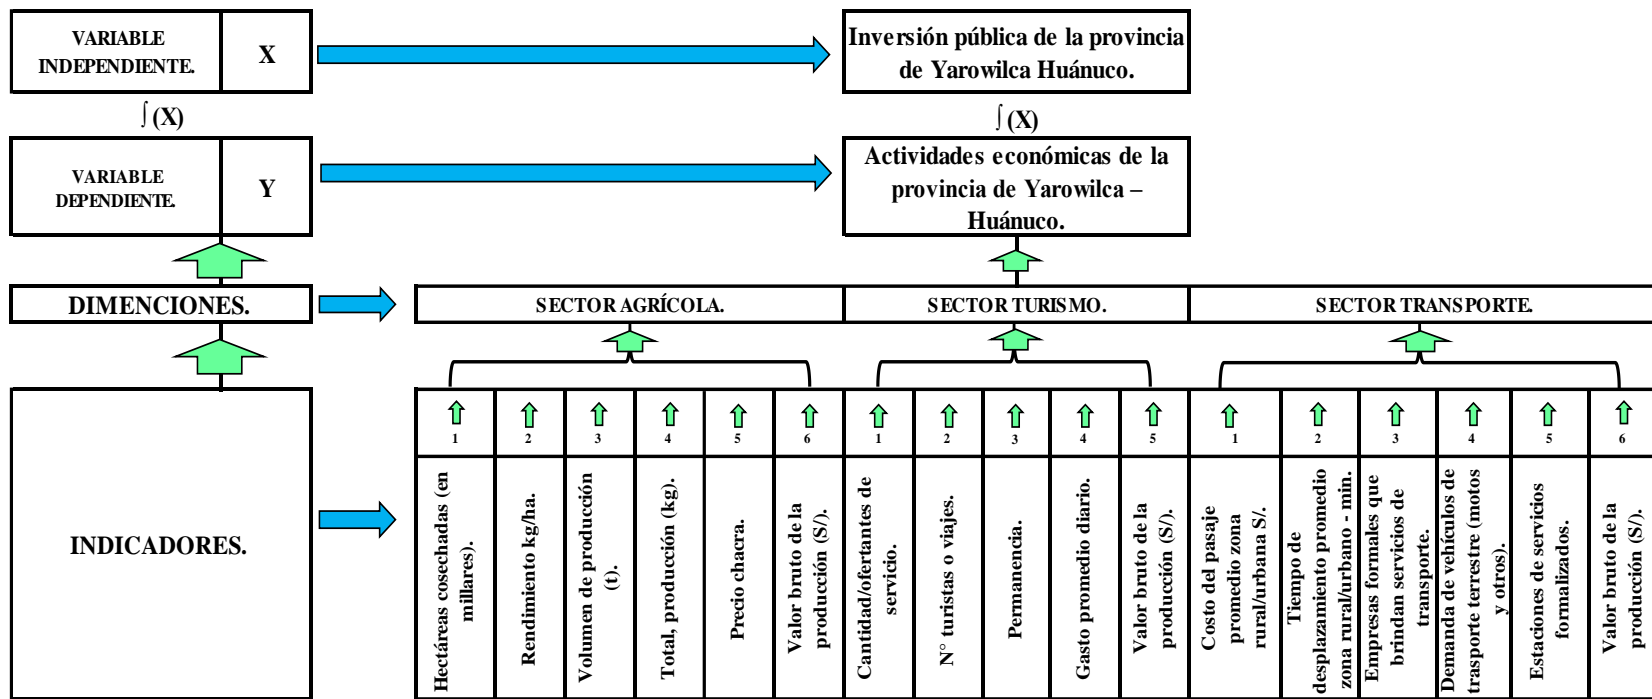 VARIABLE
INDEPENDIENTE.
X
Inversión pública de la provincia
de Yarowilca Huánuco.
∫(X)
∫(X)
VARIABLE
DEPENDIENTE.
Y
Actividades económicas de la
provincia de Yarowilca –
Huánuco.
DIMENCIONES.
SECTOR AGRÍCOLA.
SECTOR TURISMO.
SECTOR TRANSPORTE.
INDICADORES.
1
Hectáreas cosechadas (en
millares).
2
Rendimiento kg/ha.
3
Volumen de producción
(t).
4
Total, producción (kg).
5
Precio chacra.
6
Valor bruto de la
producción (S/).
1
Cantidad/ofertantes de
servicio.
2
N° turistas o viajes.
3
Permanencia.
4
Gasto promedio diario.
5
Valor bruto de la
producción (S/).
1
Costo del pasaje
promedio zona
rural/urbana S/.
2
Tiempo de
desplazamiento promedio
zona rural/urbano - min.
3
Empresas formales que
brindan servicios de
transporte.
4
Demanda de vehículos de
trasporte terrestre (motos
y otros).
5
Estaciones de servicios
formalizados.
6
Valor bruto de la
producción (S/).